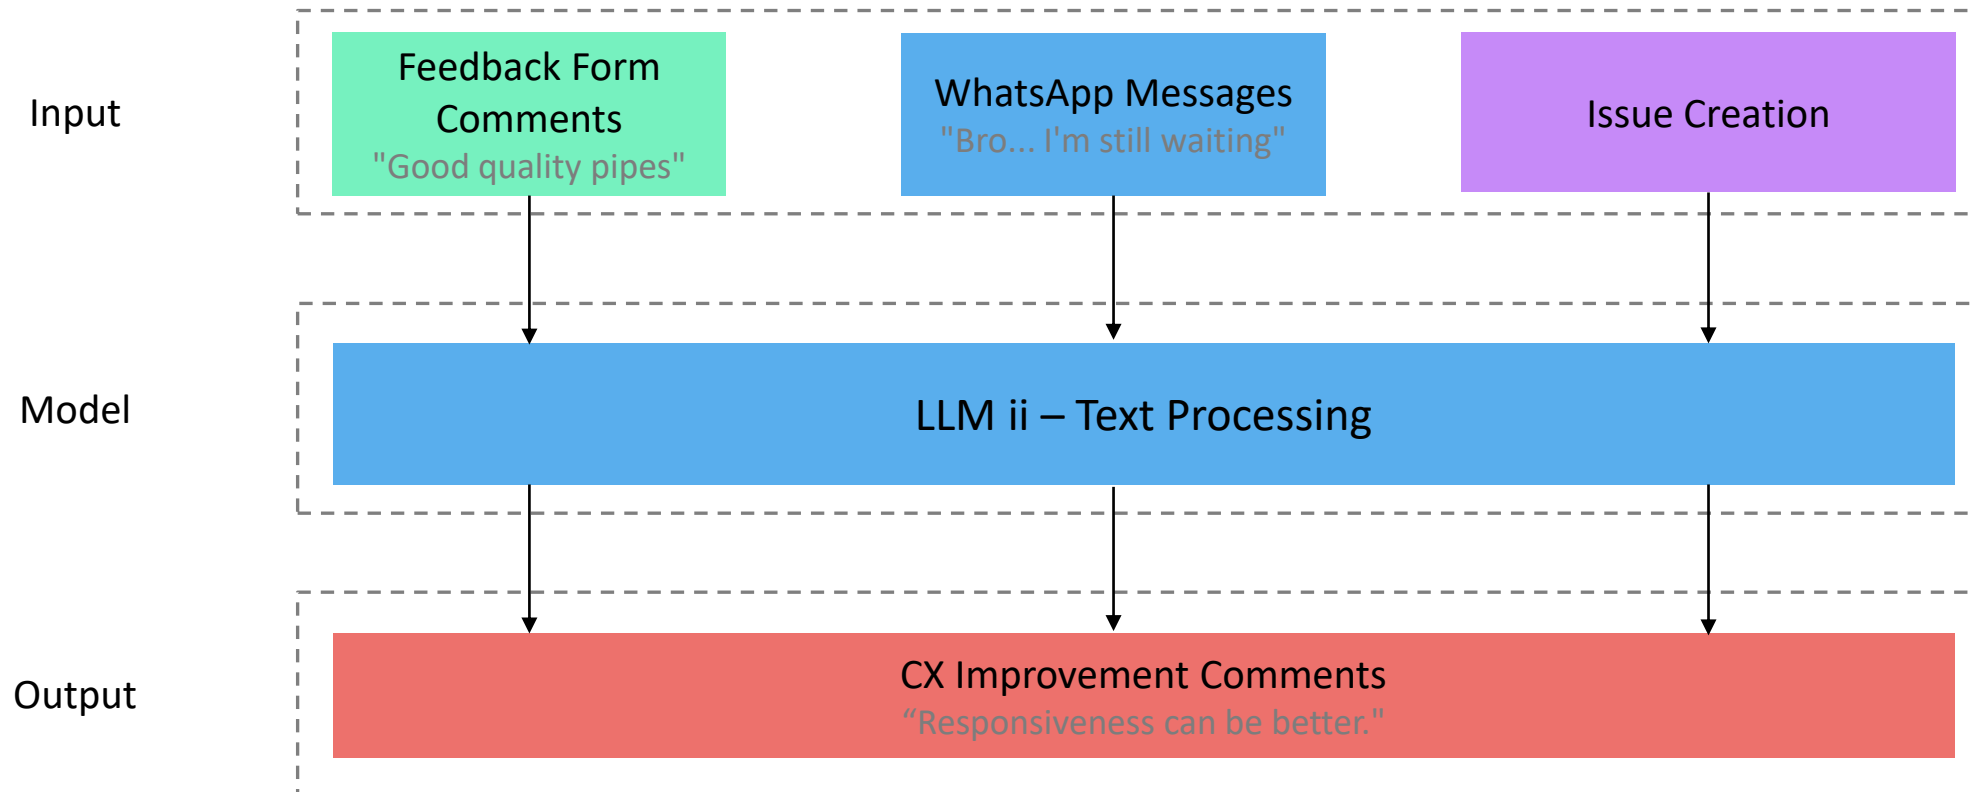 Input
Feedback Form
Comments
"Good quality pipes"
WhatsApp Messages
"Bro... I'm still waiting"
Issue Creation
Model
LLM ii – Text Processing
Output
CX Improvement Comments
“Responsiveness can be better."